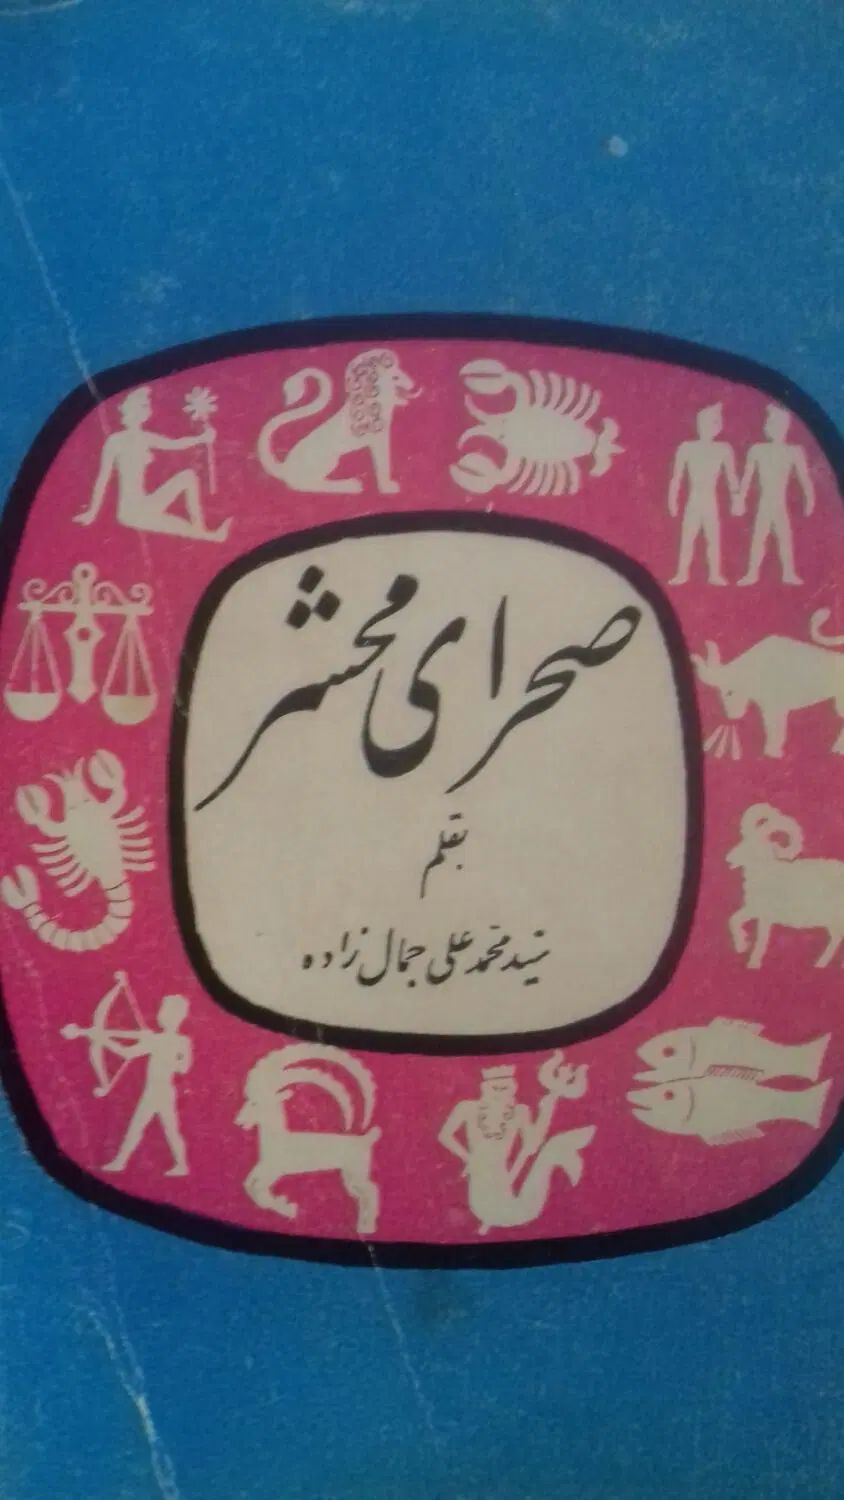 صحرای محشر
بقلم
سید محمد علی جمال زاده